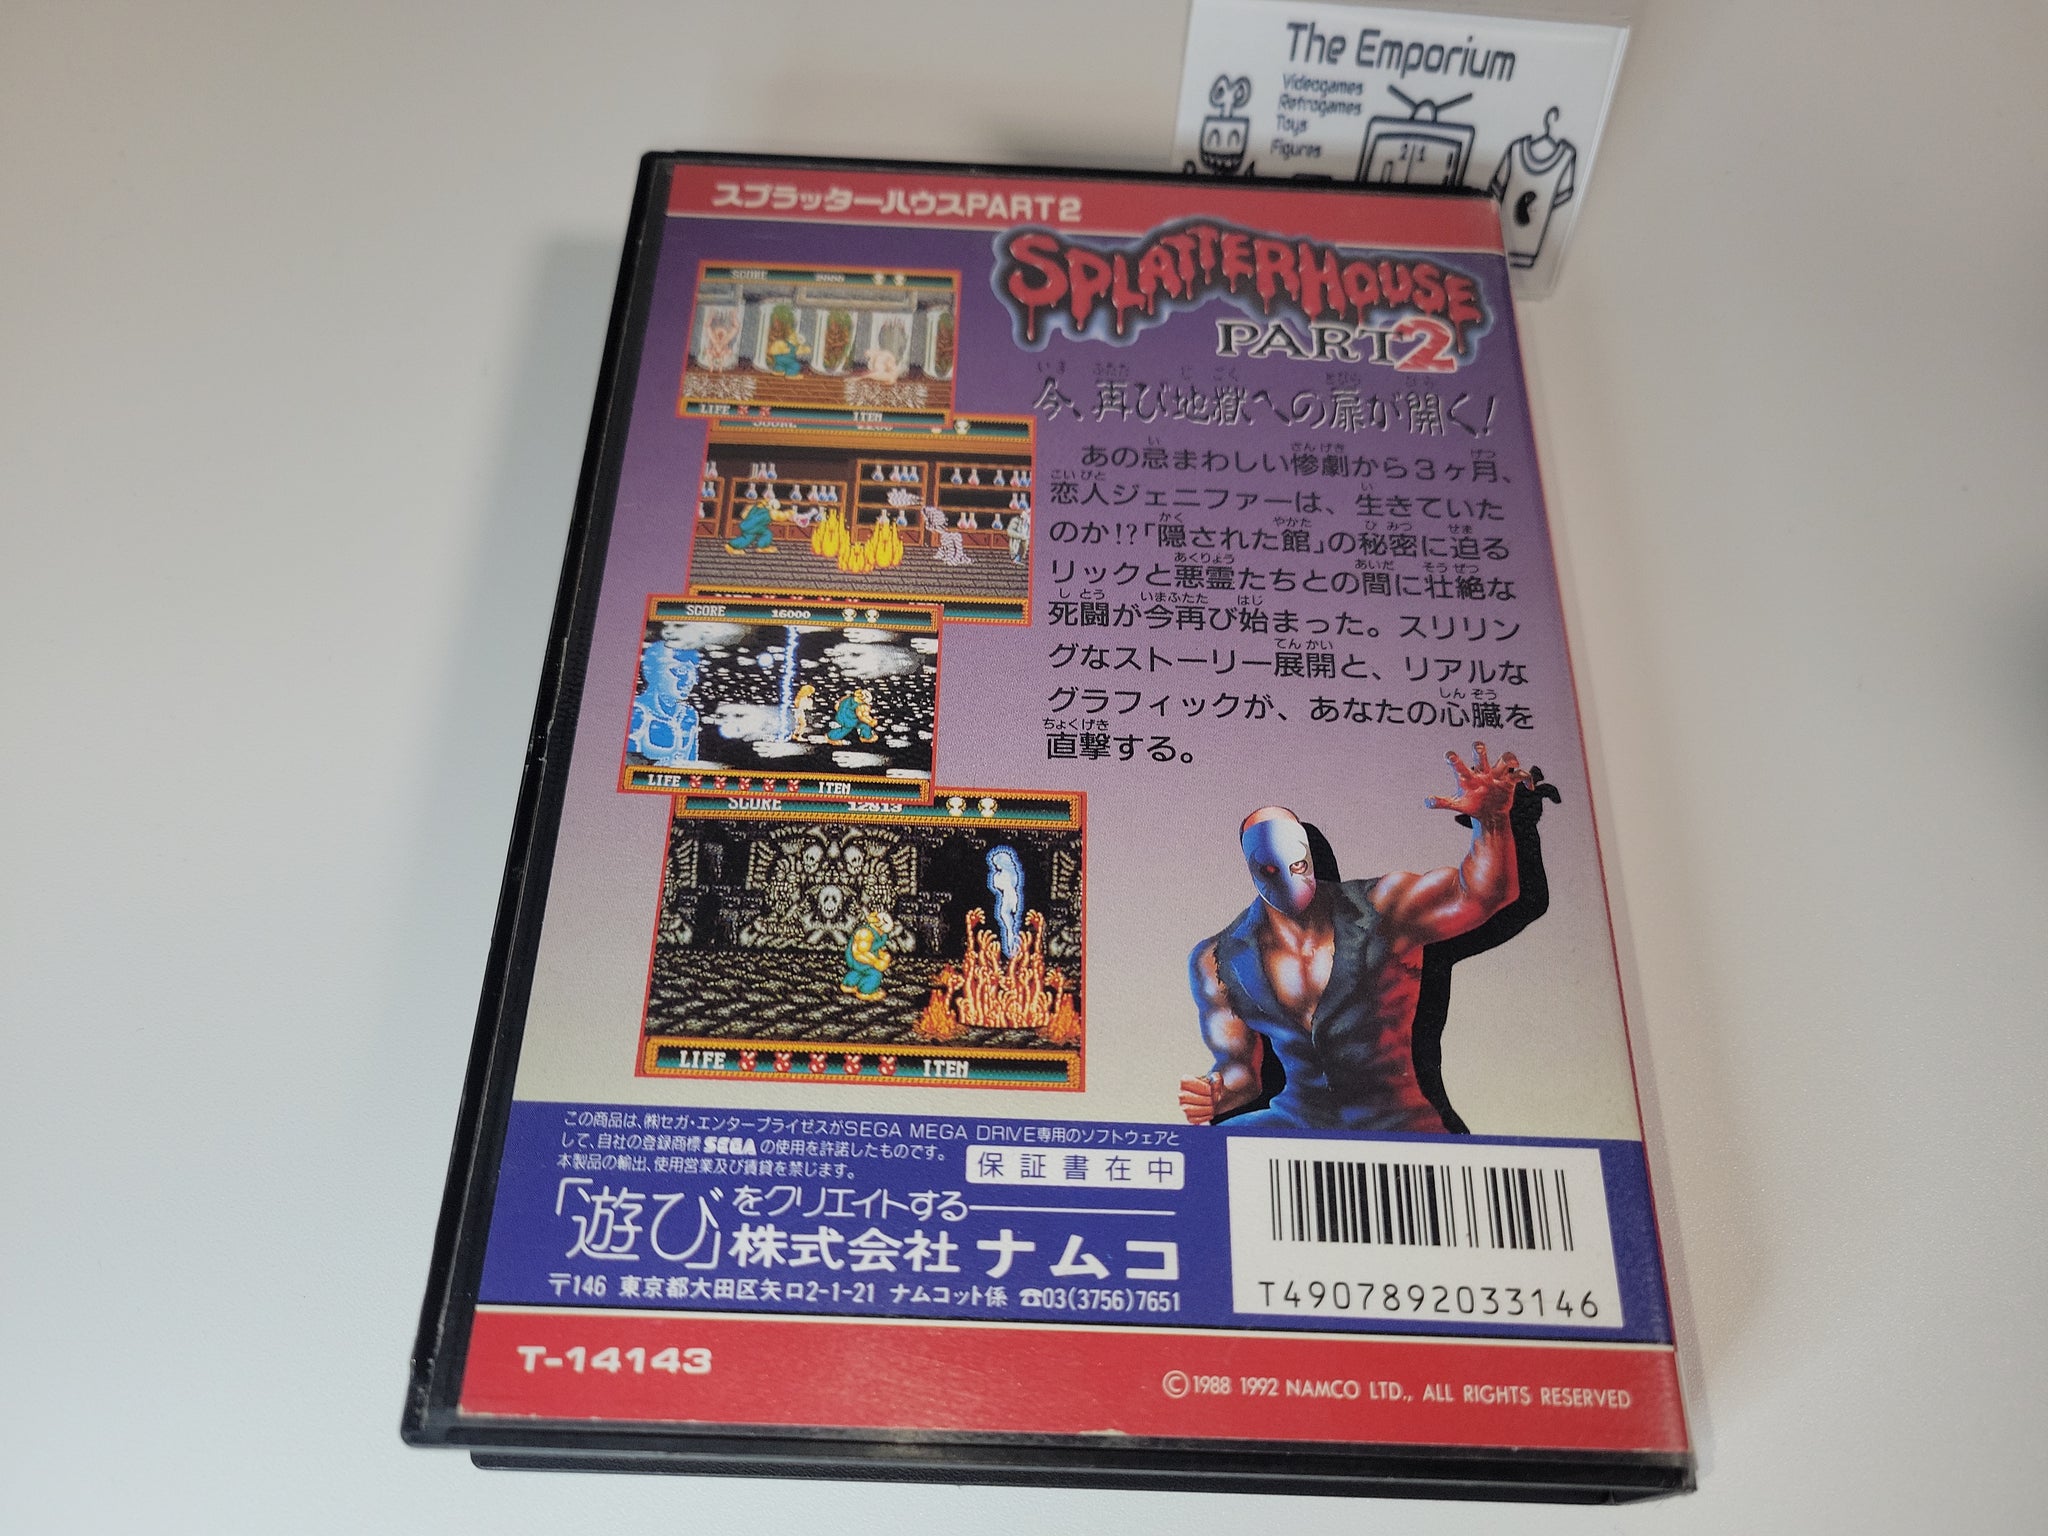 The Emporium
Videogames
Retrogames
Toys
Figures
スプラッターハウスPART2
SPLATTERHOUSE
PART2
今、再び地獄への扉が開く!
あの忌まわしい惨劇から3ヶ月、
恋人ジェニファーは、生きていた
のか!?「隠された館」の秘密に迫る
リックと悪霊たちとの間に壮絶な
死闘が今再び始まった。スリリン
グなストーリー展開と、リアルな
グラフィックが、あなたの心臓を
直撃する。
SCORE
LIFE ITEM
SCORE
SCORE 16000
LIFE ITEM
SCORE
LIFE ITEM
この商品は、㈱セガ・エンタープライゼスがSEGA MEGA DRIVE専用のソフトウェアと
して、自社の登録商標SEGAの使用を許諾したものです。
本製品の輸出、使用営業及び賃貸を禁じます。
保証書在中
「遊び」をクリエイトする
株式会社ナムコ
〒146 東京都大田区矢口2-1-21 ナムコット係 ☎03(3756)7651
T4907892033146
T-14143
©1988 1992 NAMCO LTD., ALL RIGHTS RESERVED